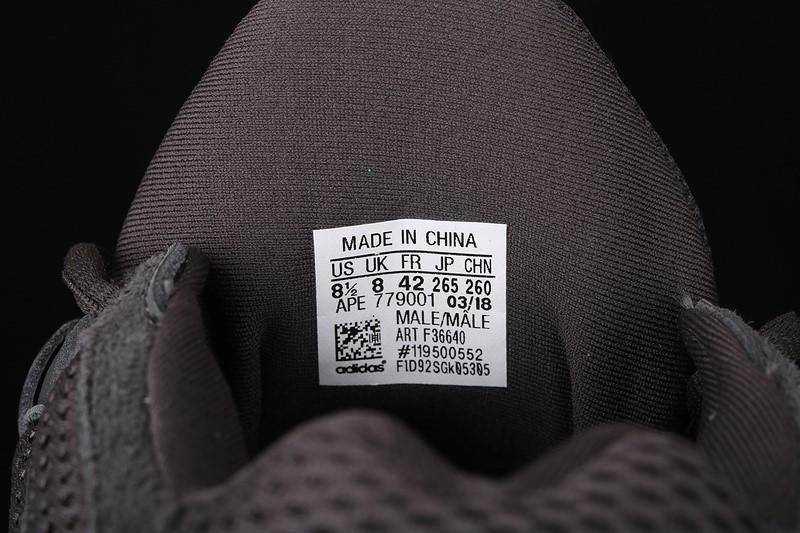 MADE IN CHINA
US UK FR JP CHN
8½ 8 42 265 260
APE 779001 03/18
MALE/MÂLE
ART F36640
#119500552
adidas® F1D92SGk05305